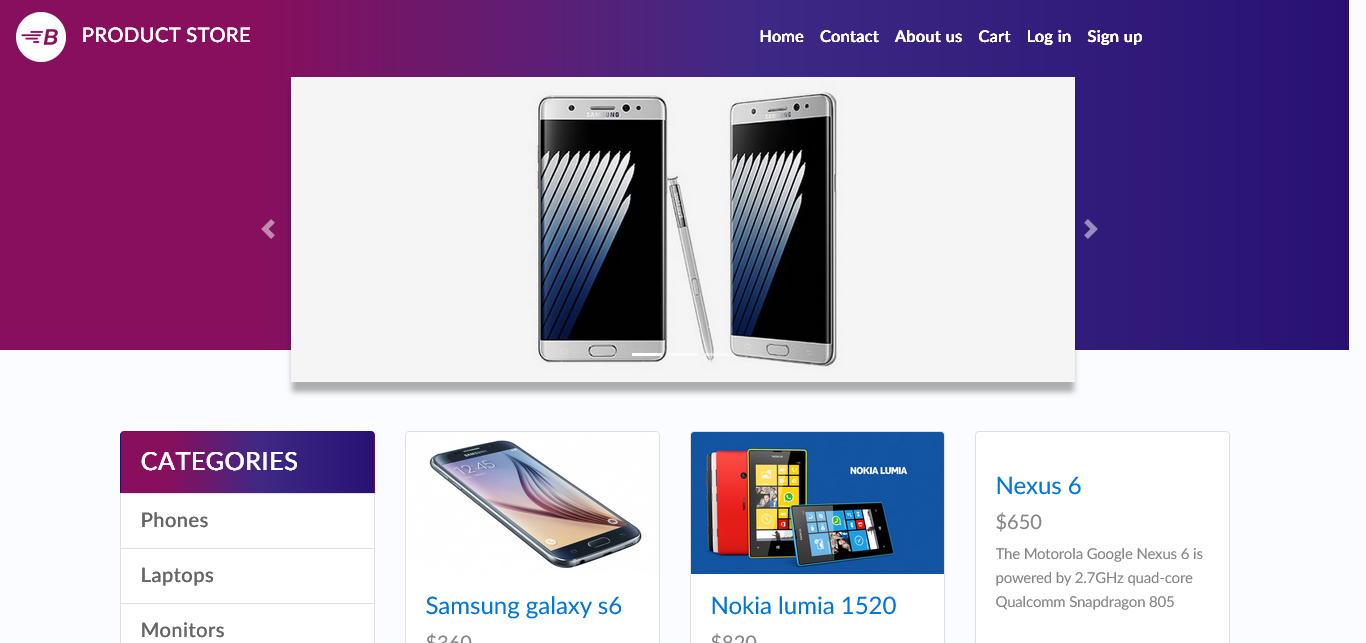 B
PRODUCT STORE
Home
Contact
About us
Cart
Log in
Sign up
SAMSUNG
SAMSUNG
CATEGORIES
Phones
Laptops
Monitors
SAMSUNG
12:45
Samsung galaxy s6
$360
NOKIA LUMIA
Nokia lumia 1520
$820
Nexus 6
$650
The Motorola Google Nexus 6 is
powered by 2.7GHz quad-core
Qualcomm Snapdragon 805